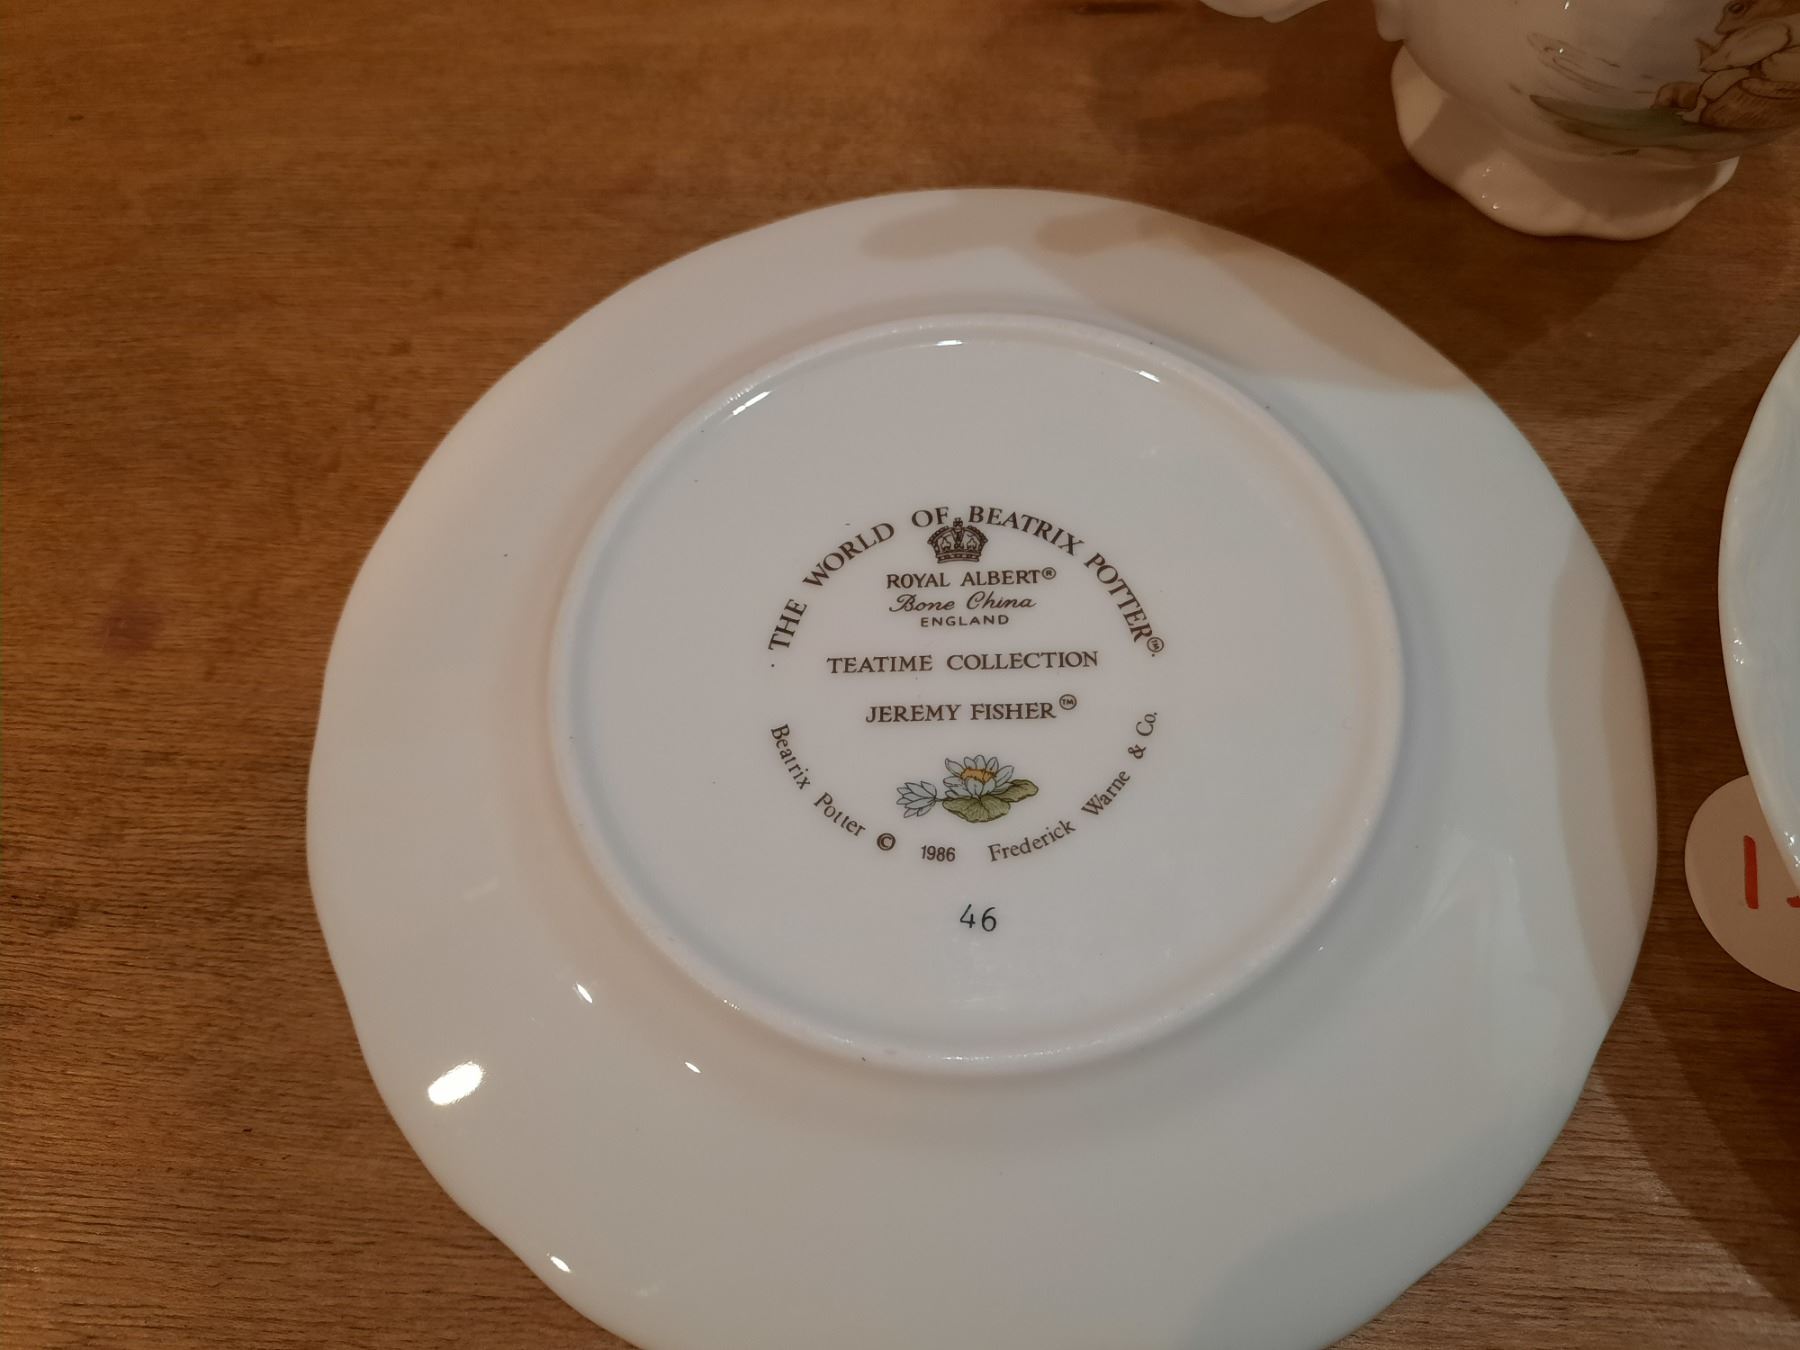 · THE WORLD OF BEATRIX POTTER™ ·
ROYAL ALBERT®
Bone China
ENGLAND
TEATIME COLLECTION
JEREMY FISHER™
Beatrix Potter © 1986 Frederick Warne & Co.
46